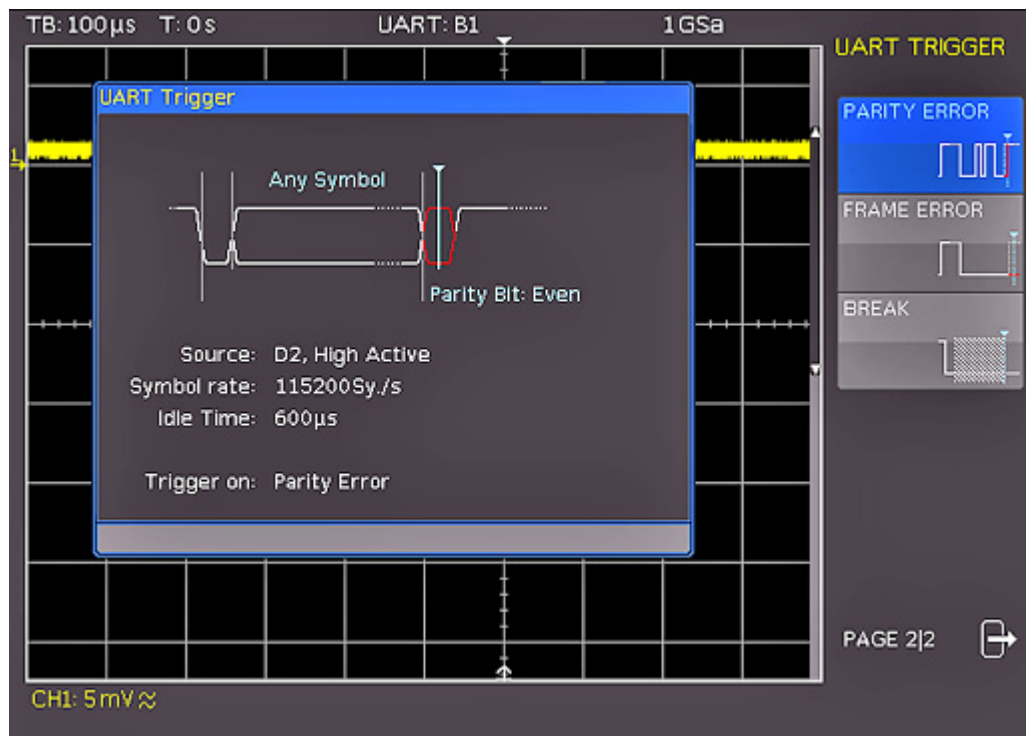 TB: 100µs T: 0s UART: B1 1GSa
UART TRIGGER
UART Trigger
PARITY ERROR
Any Symbol
FRAME ERROR
Parity Bit: Even
BREAK
1
Source: D2, High Active
Symbol rate: 115200Sy./s
Idle Time: 600µs
Trigger on: Parity Error
PAGE 2|2
CH1: 5mV≈